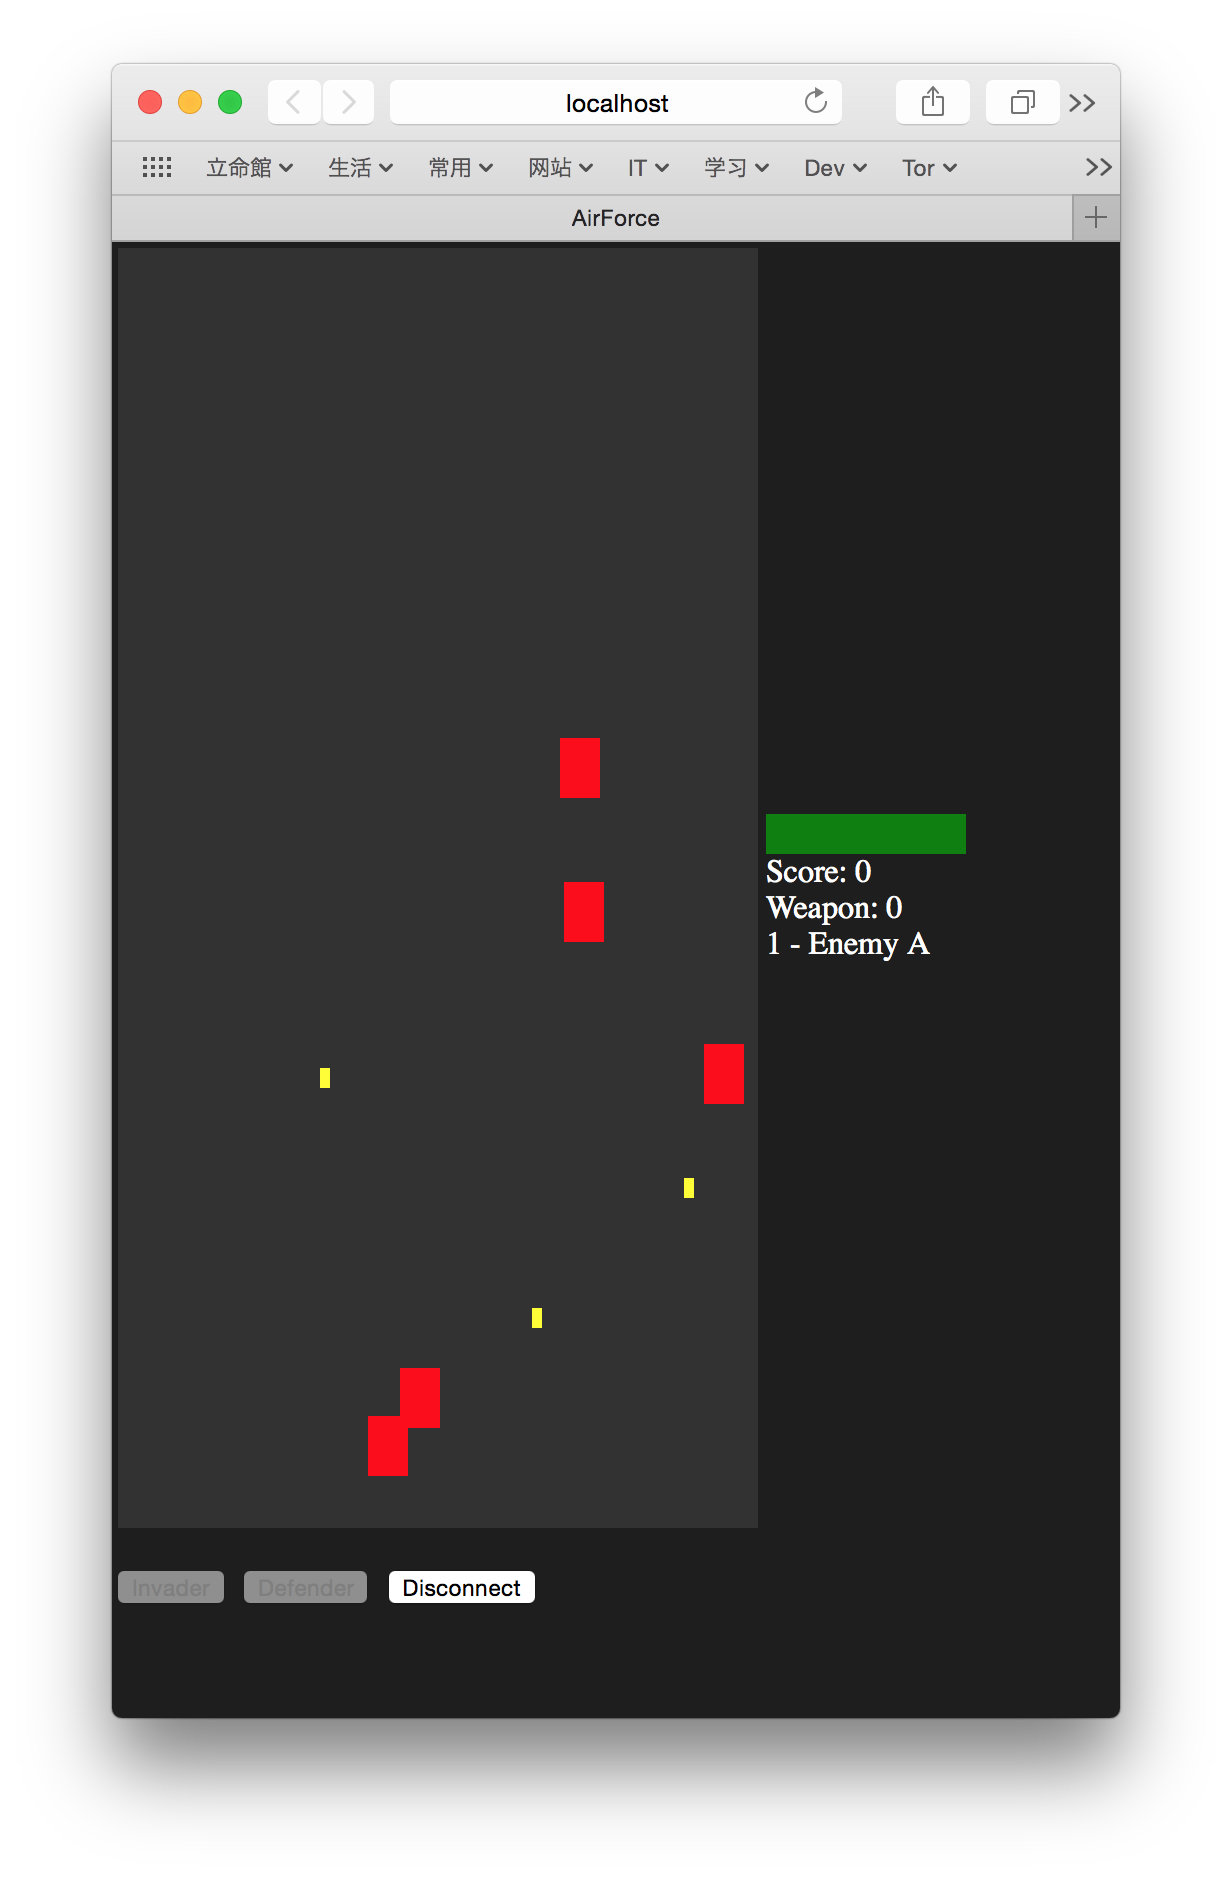 localhost
立命館 生活 常用 网站 IT 学习 Dev Tor
AirForce
Score: 0
Weapon: 0
1 - Enemy A
Invader Defender Disconnect